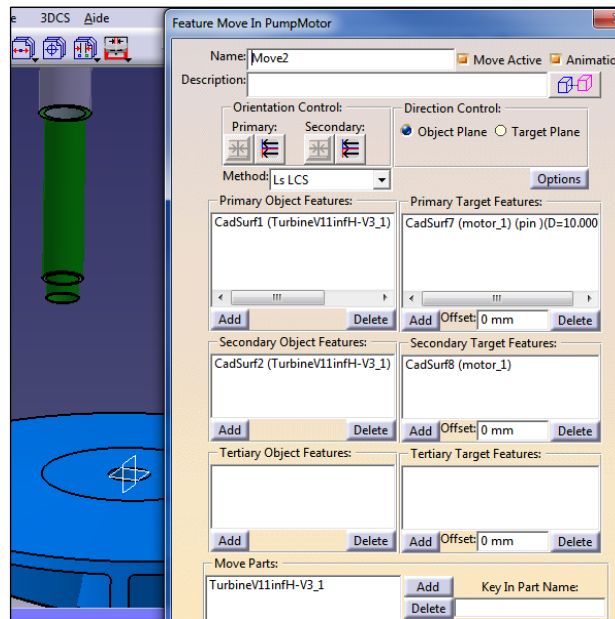 e 3DCS Aide
Feature Move In PumpMotor
Name: Move2 Move Active Animatio
Description:
Orientation Control: Direction Control:
Primary: Secondary: Object Plane Target Plane
Method: Ls LCS Options
Primary Object Features: Primary Target Features:
CadSurf1 (TurbineV11infH-V3_1) CadSurf7 (motor_1) (pin )(D=10.000
Add Delete Add Offset: 0 mm Delete
Secondary Object Features: Secondary Target Features:
CadSurf2 (TurbineV11infH-V3_1) CadSurf8 (motor_1)
Add Delete Add Offset: 0 mm Delete
Tertiary Object Features: Tertiary Target Features:
Add Delete Add Offset: 0 mm Delete
Move Parts:
TurbineV11infH-V3_1 Add Key In Part Name:
Delete